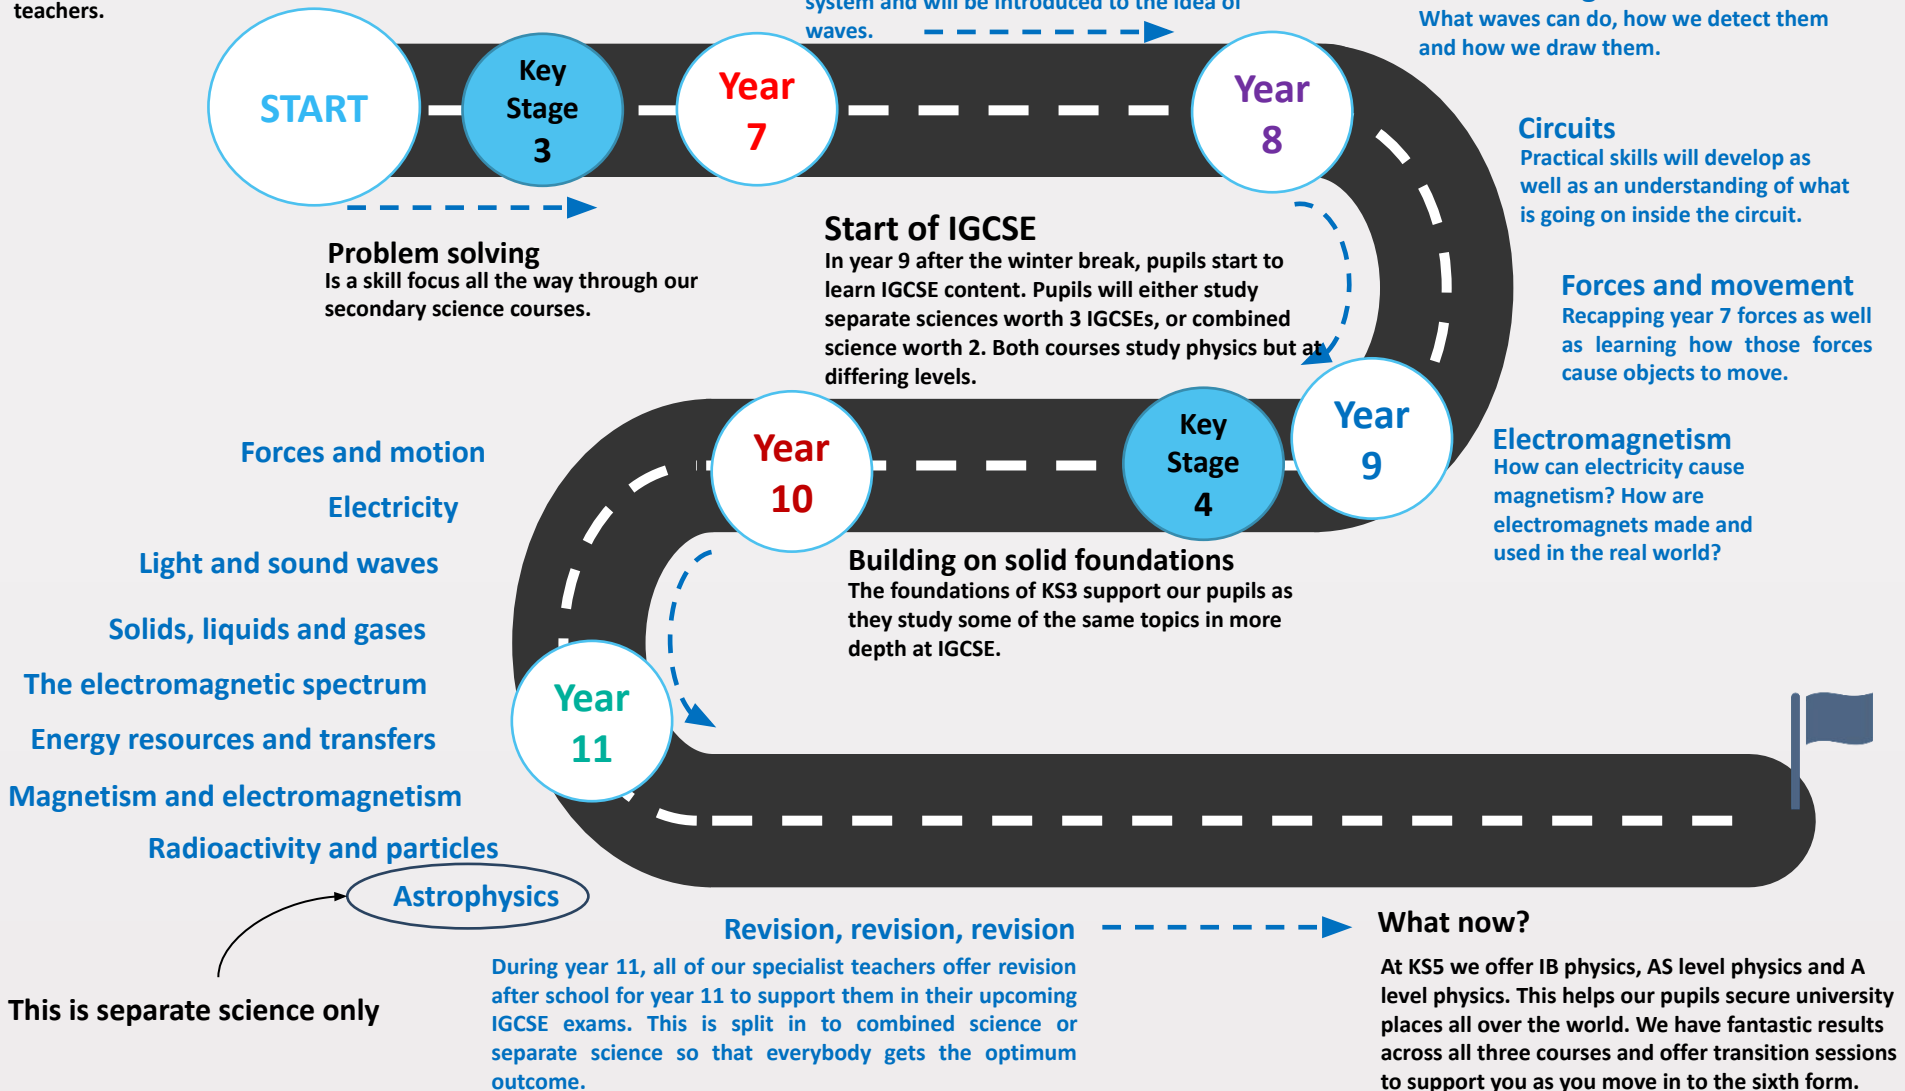 teachers.
system and will be introduced to the idea of
waves.
What waves can do, how we detect them
and how we draw them.
START
Key
Stage
3
Year
7
Year
8
Circuits
Practical skills will develop as
well as an understanding of what
is going on inside the circuit.
Problem solving
Is a skill focus all the way through our
secondary science courses.
Start of IGCSE
In year 9 after the winter break, pupils start to
learn IGCSE content. Pupils will either study
separate sciences worth 3 IGCSEs, or combined
science worth 2. Both courses study physics but at
differing levels.
Forces and movement
Recapping year 7 forces as well
as learning how those forces
cause objects to move.
Year
9
Key
Stage
4
Year
10
Electromagnetism
How can electricity cause
magnetism? How are
electromagnets made and
used in the real world?
Building on solid foundations
The foundations of KS3 support our pupils as
they study some of the same topics in more
depth at IGCSE.
Forces and motion
Electricity
Light and sound waves
Solids, liquids and gases
The electromagnetic spectrum
Energy resources and transfers
Magnetism and electromagnetism
Radioactivity and particles
Astrophysics
This is separate science only
Year
11
Revision, revision, revision
During year 11, all of our specialist teachers offer revision
after school for year 11 to support them in their upcoming
IGCSE exams. This is split in to combined science or
separate science so that everybody gets the optimum
outcome.
What now?
At KS5 we offer IB physics, AS level physics and A
level physics. This helps our pupils secure university
places all over the world. We have fantastic results
across all three courses and offer transition sessions
to support you as you move in to the sixth form.